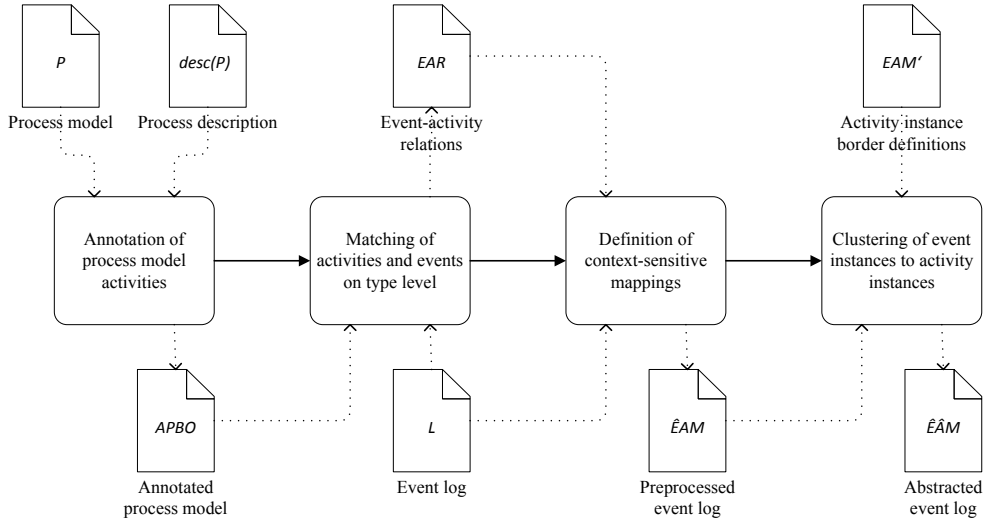 P
desc(P)
EAR
EAM‘
Process model
Process description
Event-activity
relations
Activity instance
border definitions
Annotation of
process model
activities
Matching of
activities and events
on type level
Definition of
context-sensitive
mappings
Clustering of event
instances to activity
instances
APBO
L
ÊAM
ÊÂM
Annotated
process model
Event log
Preprocessed
event log
Abstracted
event log